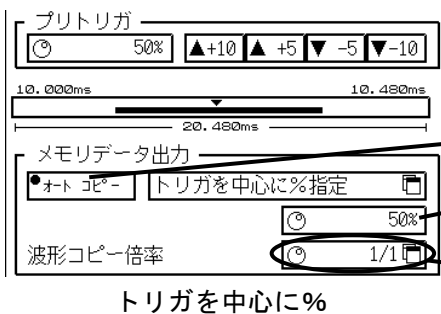 プリトリガ
50% ▲+10 ▲ +5 ▼ -5 ▼-10
10.000ms 10.480ms
20.480ms
メモリデータ出力
ｵｰﾄ ｺﾋﾟｰ トリガを中心に%指定
50%
波形コピー倍率 1/1
トリガを中心に%